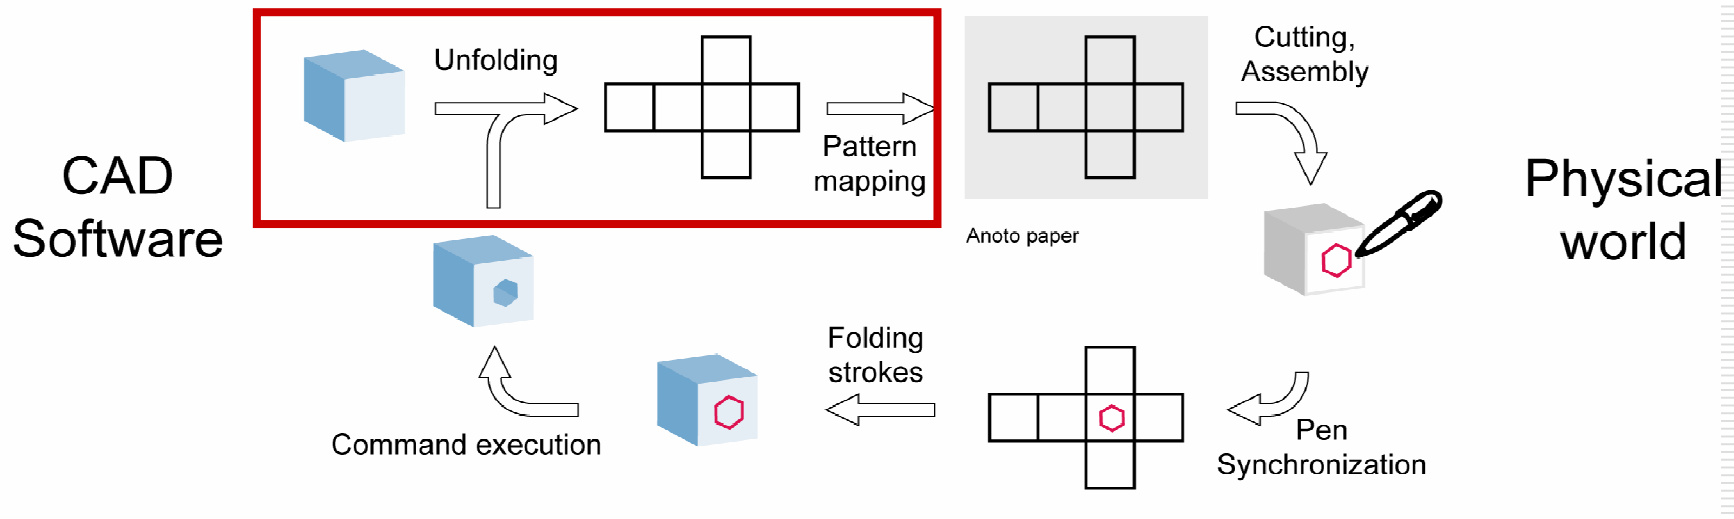 Unfolding
Pattern
mapping
Cutting,
Assembly
CAD
Software
Physical
world
Anoto paper
Folding
strokes
Command execution
Pen
Synchronization